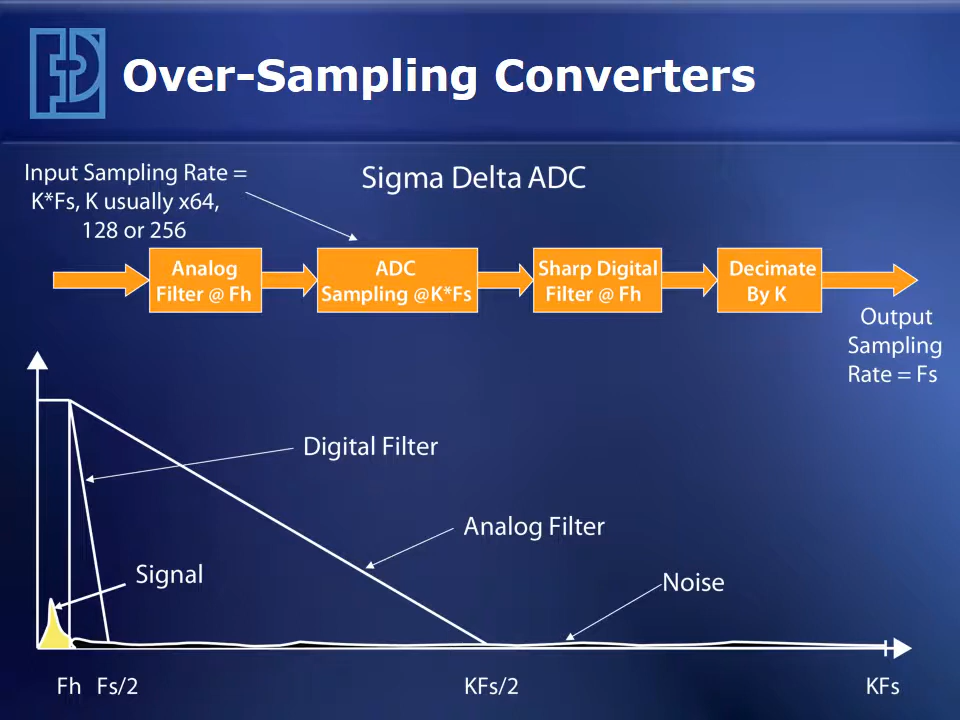 Over-Sampling Converters
Input Sampling Rate =
K*Fs, K usually x64,
128 or 256
Sigma Delta ADC
Analog
Filter @ Fh
ADC
Sampling @K*Fs
Sharp Digital
Filter @ Fh
Decimate
By K
Output
Sampling
Rate = Fs
Digital Filter
Analog Filter
Signal
Noise
Fh
Fs/2
KFs/2
KFs